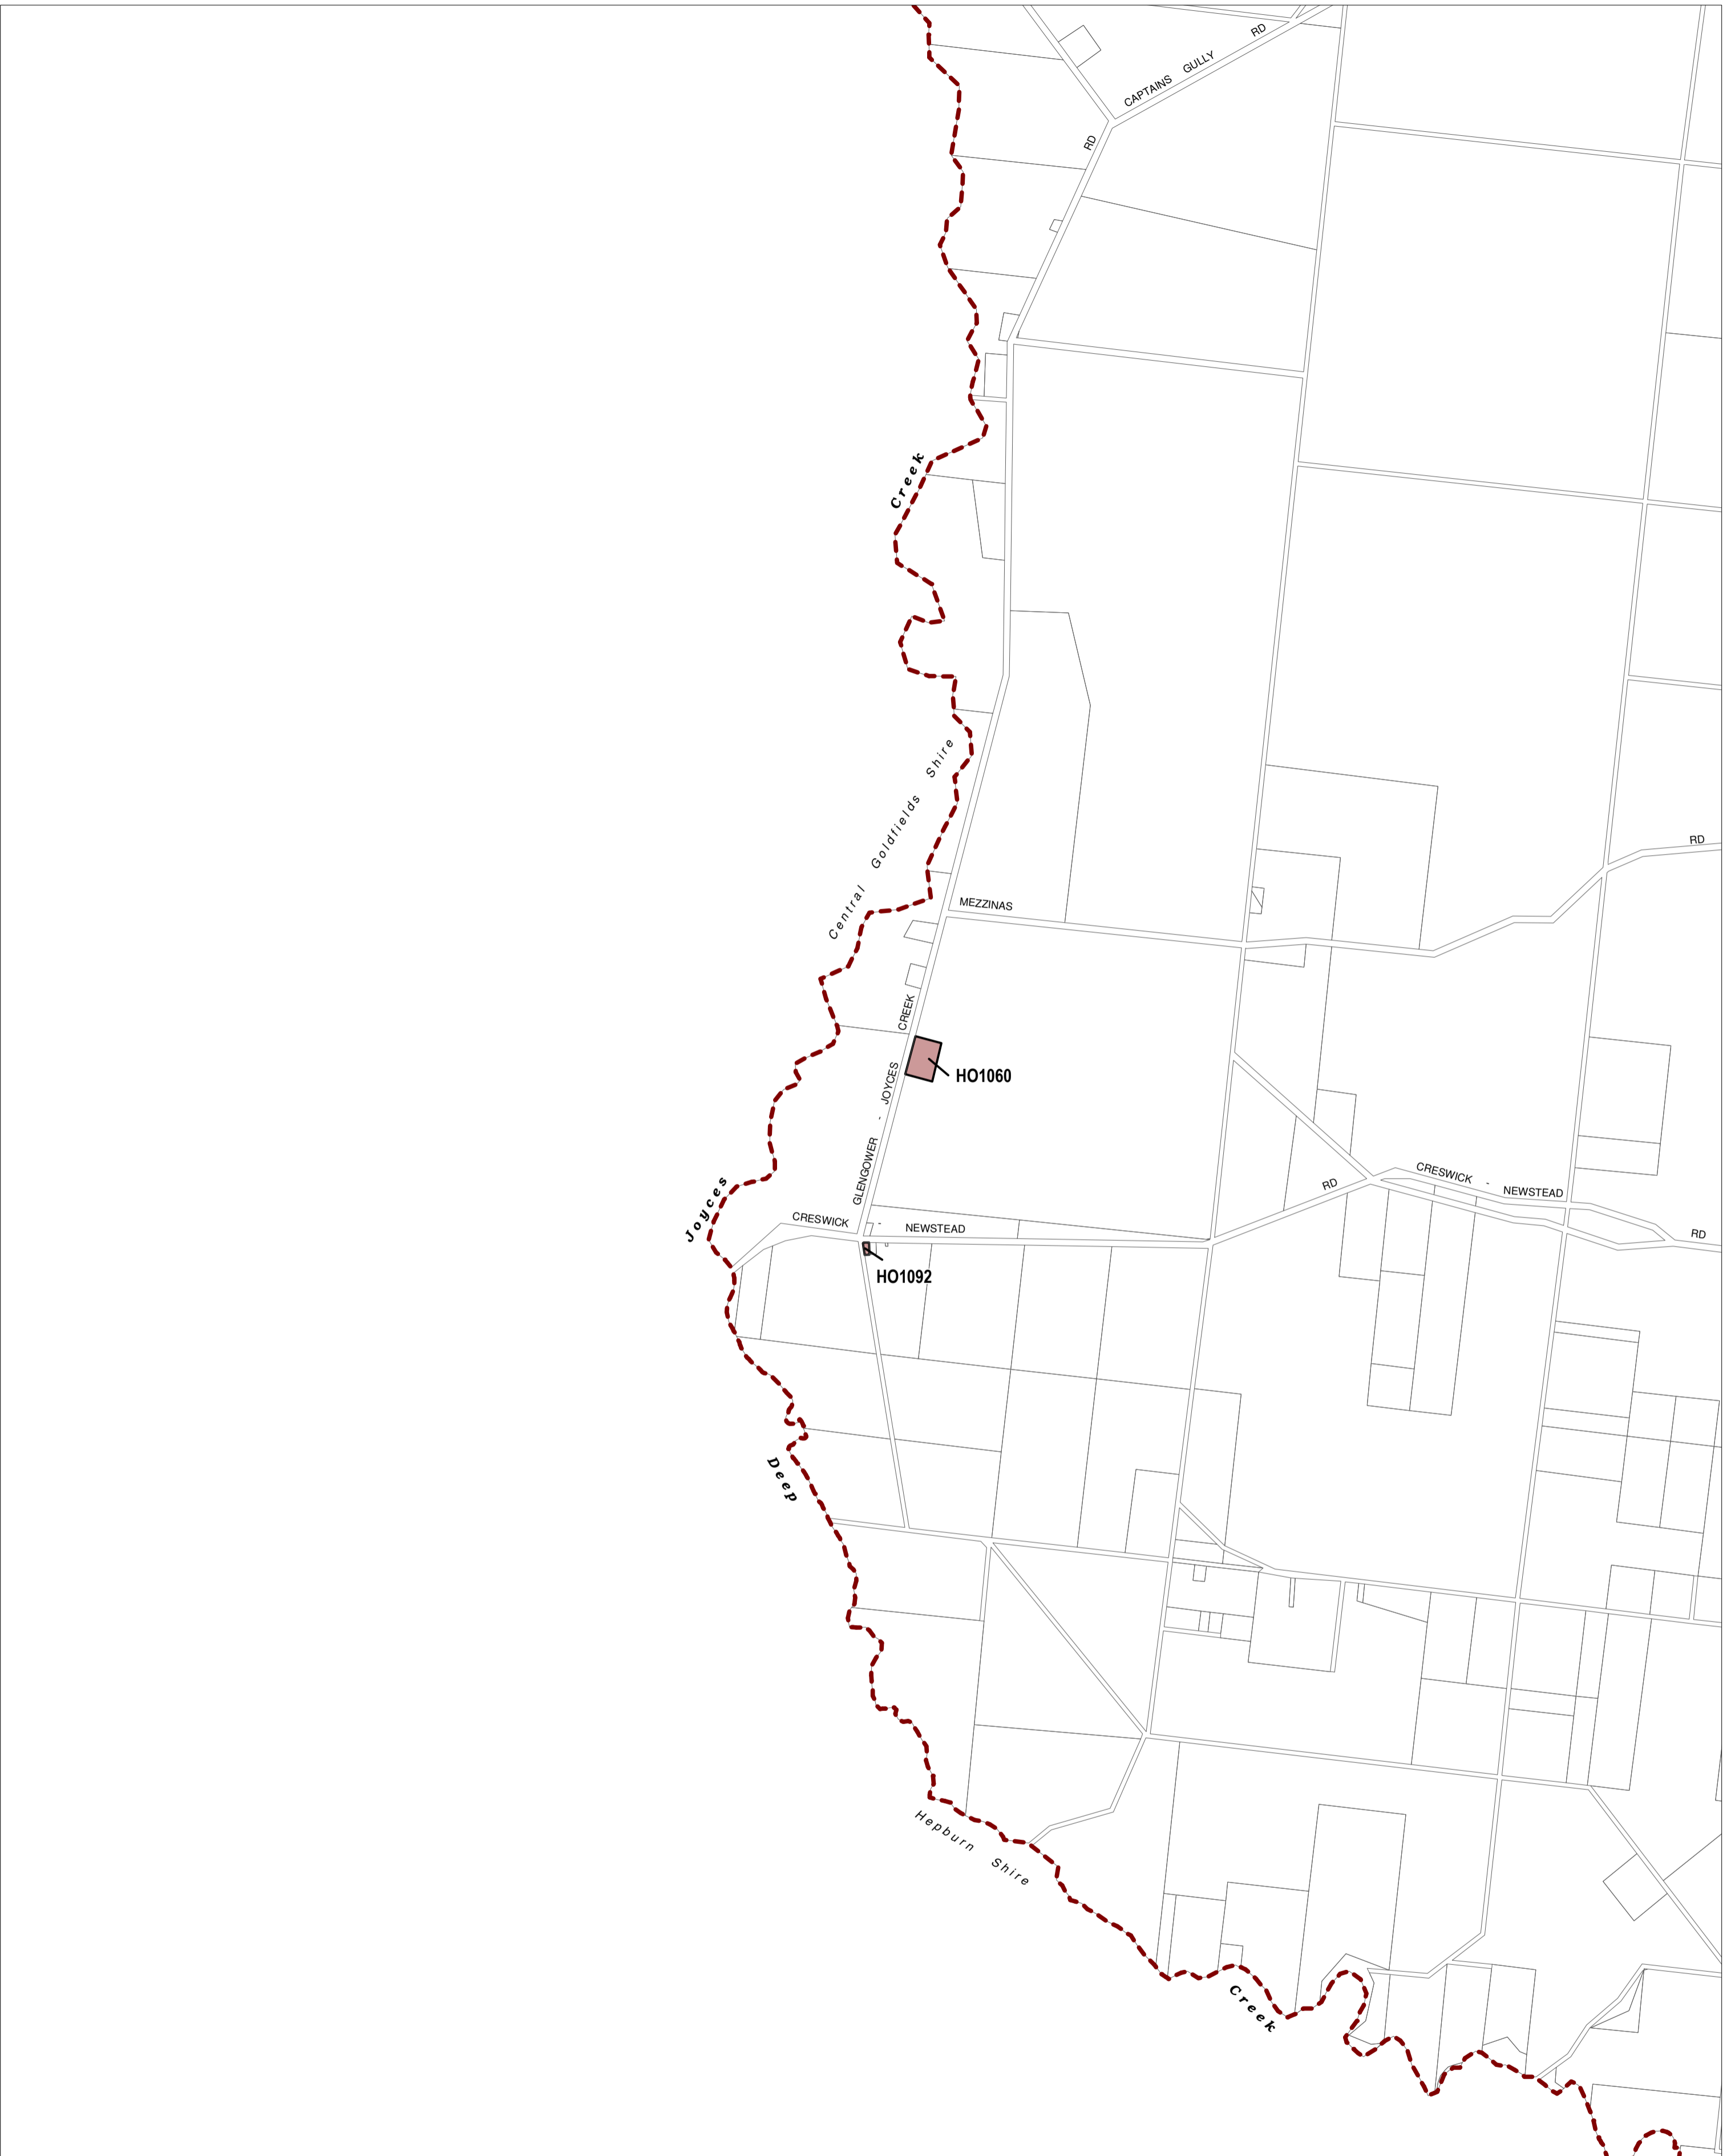 CAPTAINS GULLY RD
RD
Creek
Central Goldfields Shire
RD
MEZZINAS
GLENGOWER - JOYCES CREEK
HO1060
Joyces
CRESWICK - NEWSTEAD
RD
CRESWICK - NEWSTEAD
RD
HO1092
Deep
Hepburn Shire
Creek